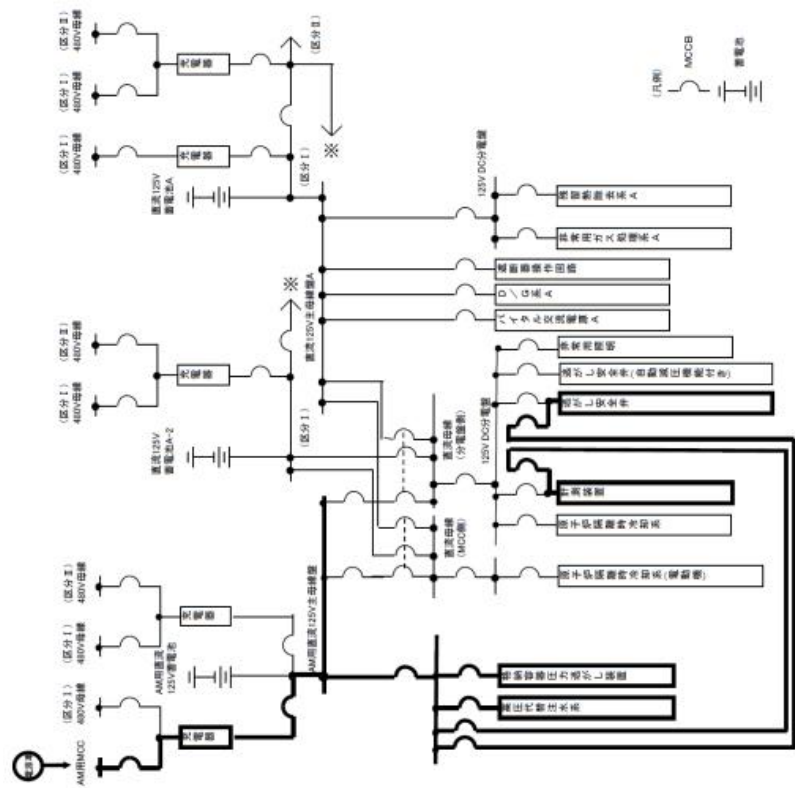 電源車
AM用MCC
(区分Ⅰ)
480V母線
(区分Ⅰ)
480V母線
(区分Ⅱ)
480V母線
充電器
充電器
AM用直流
125V蓄電池
AM用直流125V主母線盤
格納容器圧力逃がし装置
高圧代替注水系
(区分Ⅰ)
480V母線
(区分Ⅱ)
480V母線
充電器
※
直流125V
蓄電池A-2
(区分Ⅰ)
直流母線
(MCC側)
直流母線
(分電盤側)
125V DC分電盤
原子炉隔離時冷却系(電動機)
原子炉隔離時冷却系
計測装置
逃がし安全弁
逃がし安全弁(自動減圧機能付き)
非常用照明
(区分Ⅰ)
480V母線
(区分Ⅰ)
480V母線
(区分Ⅱ)
480V母線
充電器
充電器
(区分Ⅱ)
※
直流125V
蓄電池A
(区分Ⅰ)
直流125V主母線盤A
125V DC分電盤
バイタル交流電源A
D/G系A
遮断器操作回路
非常用ガス処理系A
残留熱除去系A
(凡例)
MCCB
蓄電池